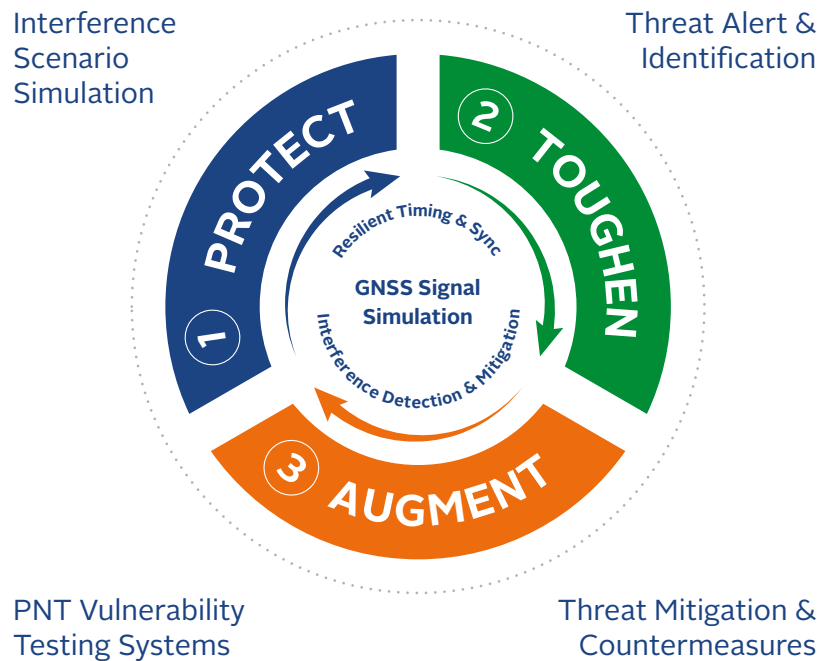 Interference
Scenario
Simulation
Threat Alert &
Identification
1 PROTECT
2 TOUGHEN
3 AUGMENT
Resilient Timing & Sync
GNSS Signal
Simulation
Interference Detection & Mitigation
PNT Vulnerability
Testing Systems
Threat Mitigation &
Countermeasures